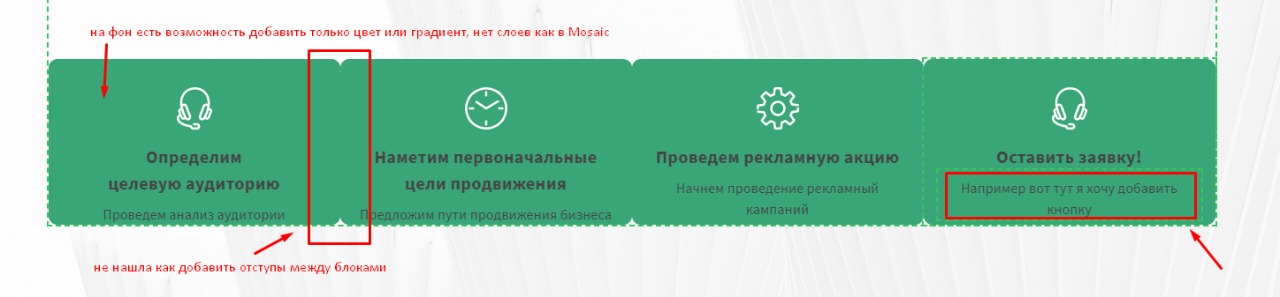 на фон есть возможность добавить только цвет или градиент, нет слоев как в Mosaic
Определим
целевую аудиторию
Проведем анализ аудитории
Наметим первоначальные
цели продвижения
Предложим пути продвижения бизнеса
Проведем рекламную акцию
Начнем проведение рекламный
кампаний
Оставить заявку!
Например вот тут я хочу добавить
кнопку
не нашла как добавить отступы между блоками